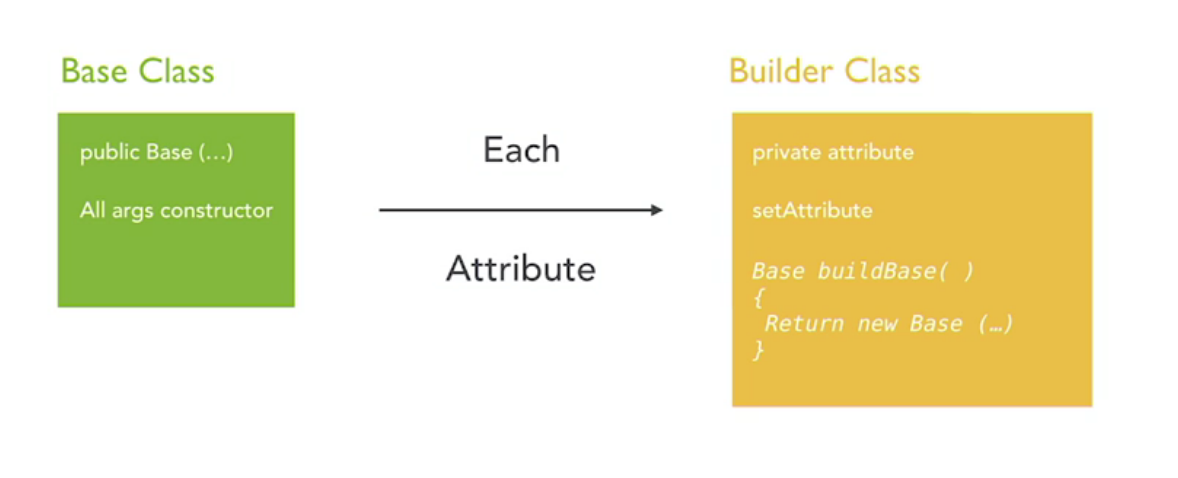 Base Class
public Base (…)
All args constructor
Each
Attribute
Builder Class
private attribute
setAttribute
Base buildBase( )
{
Return new Base (…)
}